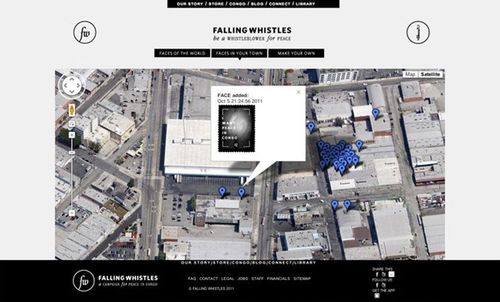 OUR STORY / STORE / CONGO / BLOG / CONNECT / LIBRARY
fw
FALLING WHISTLES
be a WHISTLEBLOWER for PEACE
FACES OF THE WORLD
FACES IN YOUR TOWN
MAKE YOUR OWN
Map
Satellite
FACE added:
Oct 5 21:24:56 2011
I
WANT
PEACE
IN
CONGO
OUR STORY/STORE/CONGO/BLOG/CONNECT/LIBRARY
fw
FALLING WHISTLES
a CAMPAIGN for PEACE in CONGO
FAQ CONTACT LEGAL JOBS STAFF FINANCIALS SITEMAP
© FALLING WHISTLES 2011
SHARE THIS
FOLLOW US
GET THE APP